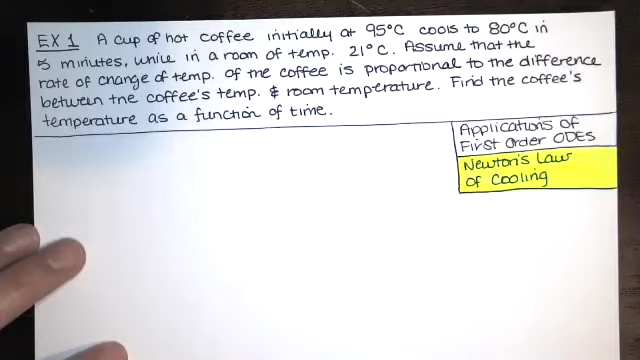 EX 1 A cup of hot coffee initially at 95°C cools to 80°C in
5 minutes, while in a room of temp. 21°C. Assume that the
rate of change of temp. of the coffee is proportional to the difference
between the coffee's temp. & room temperature. Find the coffee's
temperature as a function of time.
Applications of
First Order ODES
Newton's Law
of Cooling